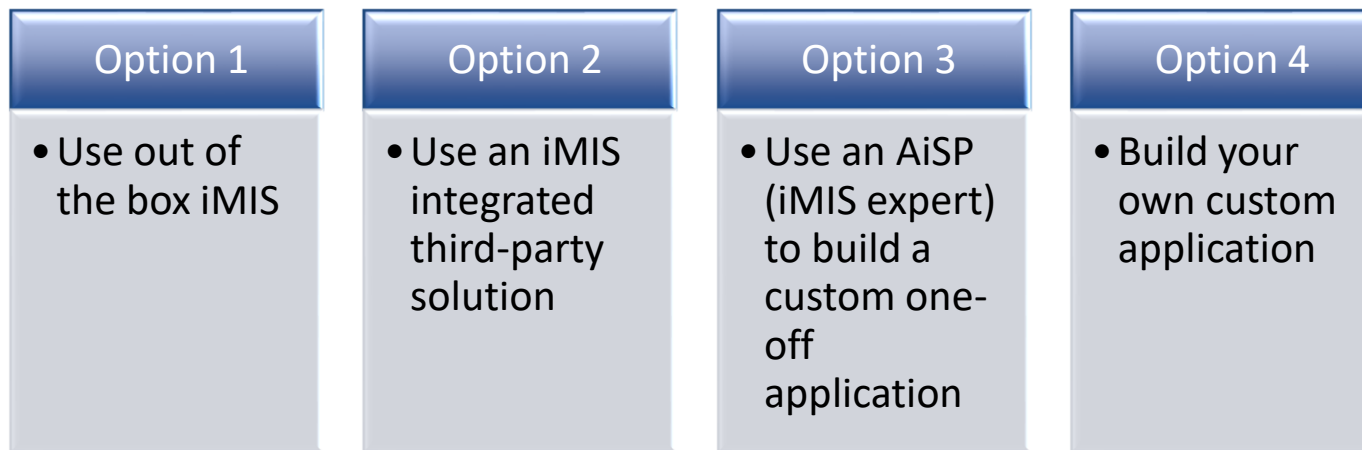 Option 1
• Use out of
the box iMIS
Option 2
• Use an iMIS
integrated
third-party
solution
Option 3
• Use an AiSP
(iMIS expert)
to build a
custom one-
off
application
Option 4
• Build your
own custom
application